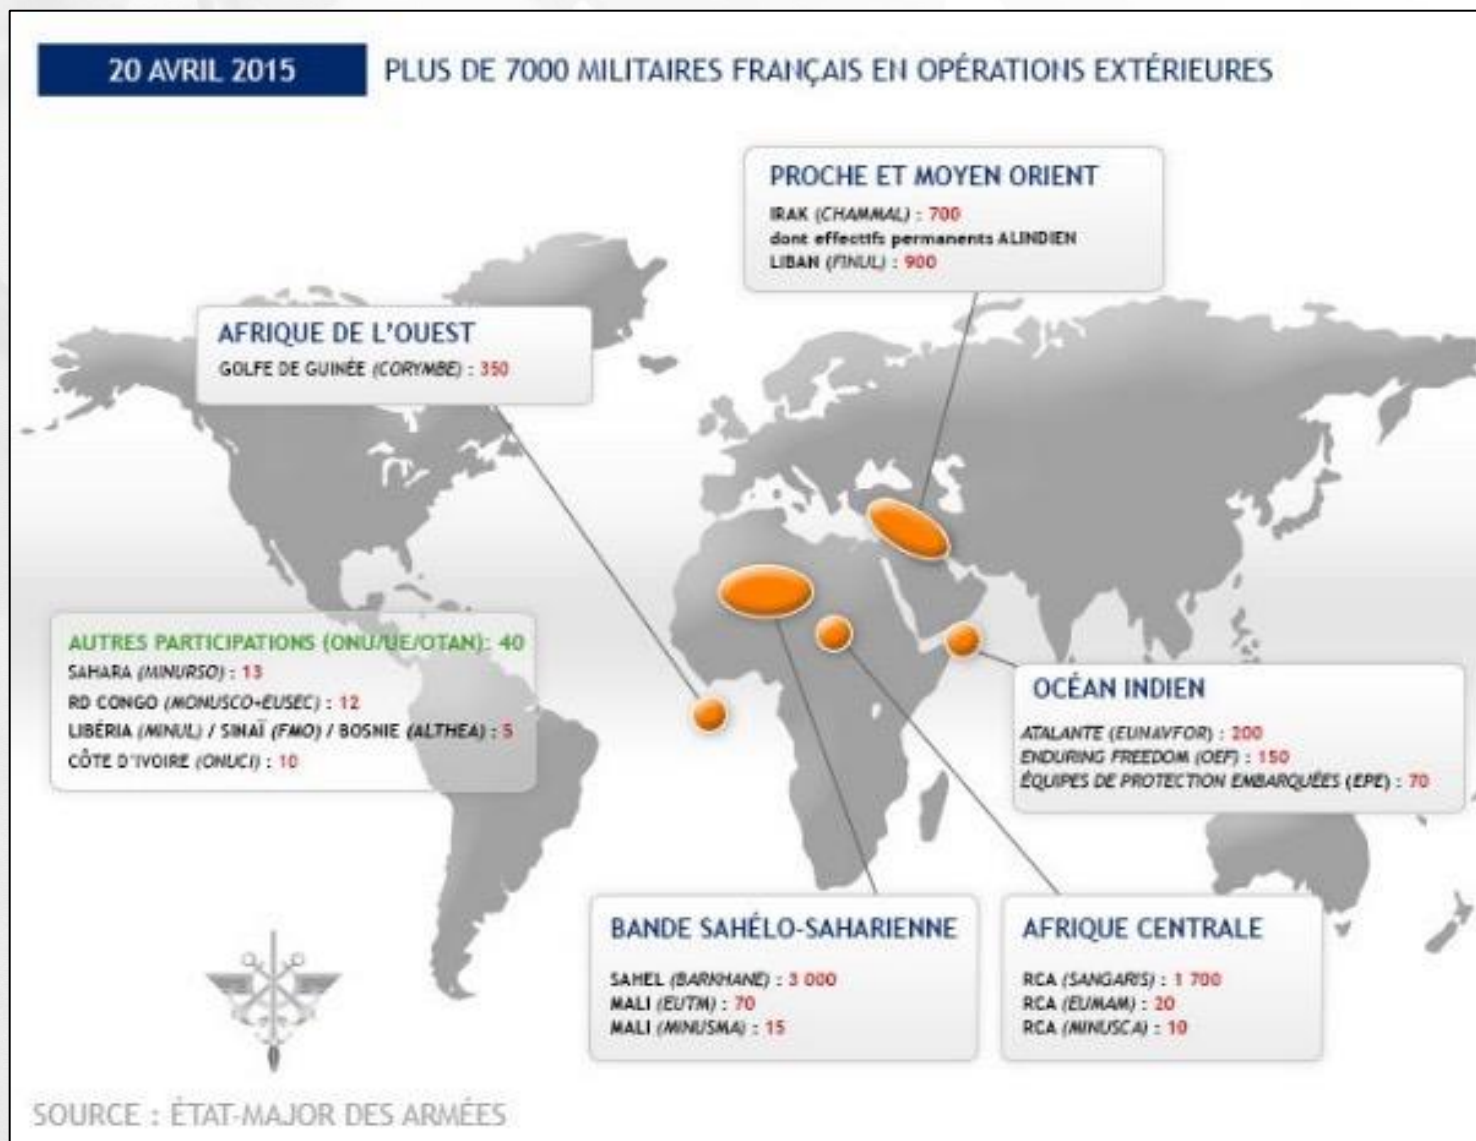 20 AVRIL 2015
PLUS DE 7000 MILITAIRES FRANÇAIS EN OPÉRATIONS EXTÉRIEURES
PROCHE ET MOYEN ORIENT
IRAK (CHAMMAL) : 700
dont effectifs permanents ALINDIEN
LIBAN (FINUL) : 900
AFRIQUE DE L'OUEST
GOLFE DE GUINÉE (CORYMBE) : 350
AUTRES PARTICIPATIONS (ONU/UE/OTAN): 40
SAHARA (MINURSO) : 13
RD CONGO (MONUSCO+EUSEC) : 12
LIBÉRIA (MINUL) / SINAÏ (FMO) / BOSNIE (ALTHEA) : 5
CÔTE D'IVOIRE (ONUCI) : 10
OCÉAN INDIEN
ATALANTE (EUNAVFOR) : 200
ENDURING FREEDOM (OEF) : 150
ÉQUIPES DE PROTECTION EMBARQUÉES (EPE) : 70
BANDE SAHÉLO-SAHARIENNE
SAHEL (BARKHANE) : 3 000
MALI (EUTM) : 70
MALI (MINUSMA) : 15
AFRIQUE CENTRALE
RCA (SANGARIS) : 1 700
RCA (EUMAM) : 20
RCA (MINUSCA) : 10
SOURCE : ÉTAT-MAJOR DES ARMÉES